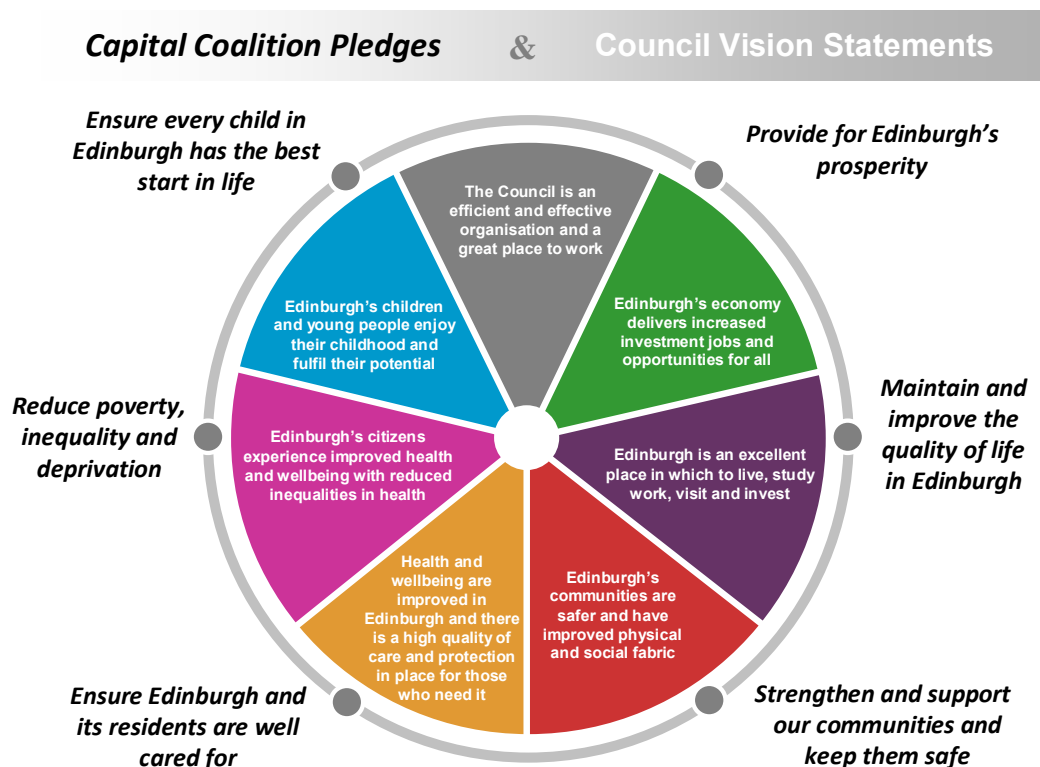 Capital Coalition Pledges & Council Vision Statements
Ensure every child in
Edinburgh has the best
start in life
Provide for Edinburgh's
prosperity
The Council is an
efficient and effective
organisation and a
great place to work
Edinburgh's children
and young people enjoy
their childhood and
fulfil their potential
Edinburgh's economy
delivers increased
investment jobs and
opportunities for all
Reduce poverty,
inequality and
deprivation
Edinburgh's citizens
experience improved health
and wellbeing with reduced
inequalities in health
Edinburgh is an excellent
place in which to live, study
work, visit and invest
Maintain and
improve the
quality of life
in Edinburgh
Health and
wellbeing are
improved in
Edinburgh and there
is a high quality of
care and protection
in place for those
who need it
Edinburgh's
communities are
safer and have
improved physical
and social fabric
Ensure Edinburgh and
its residents are well
cared for
Strengthen and support
our communities and
keep them safe